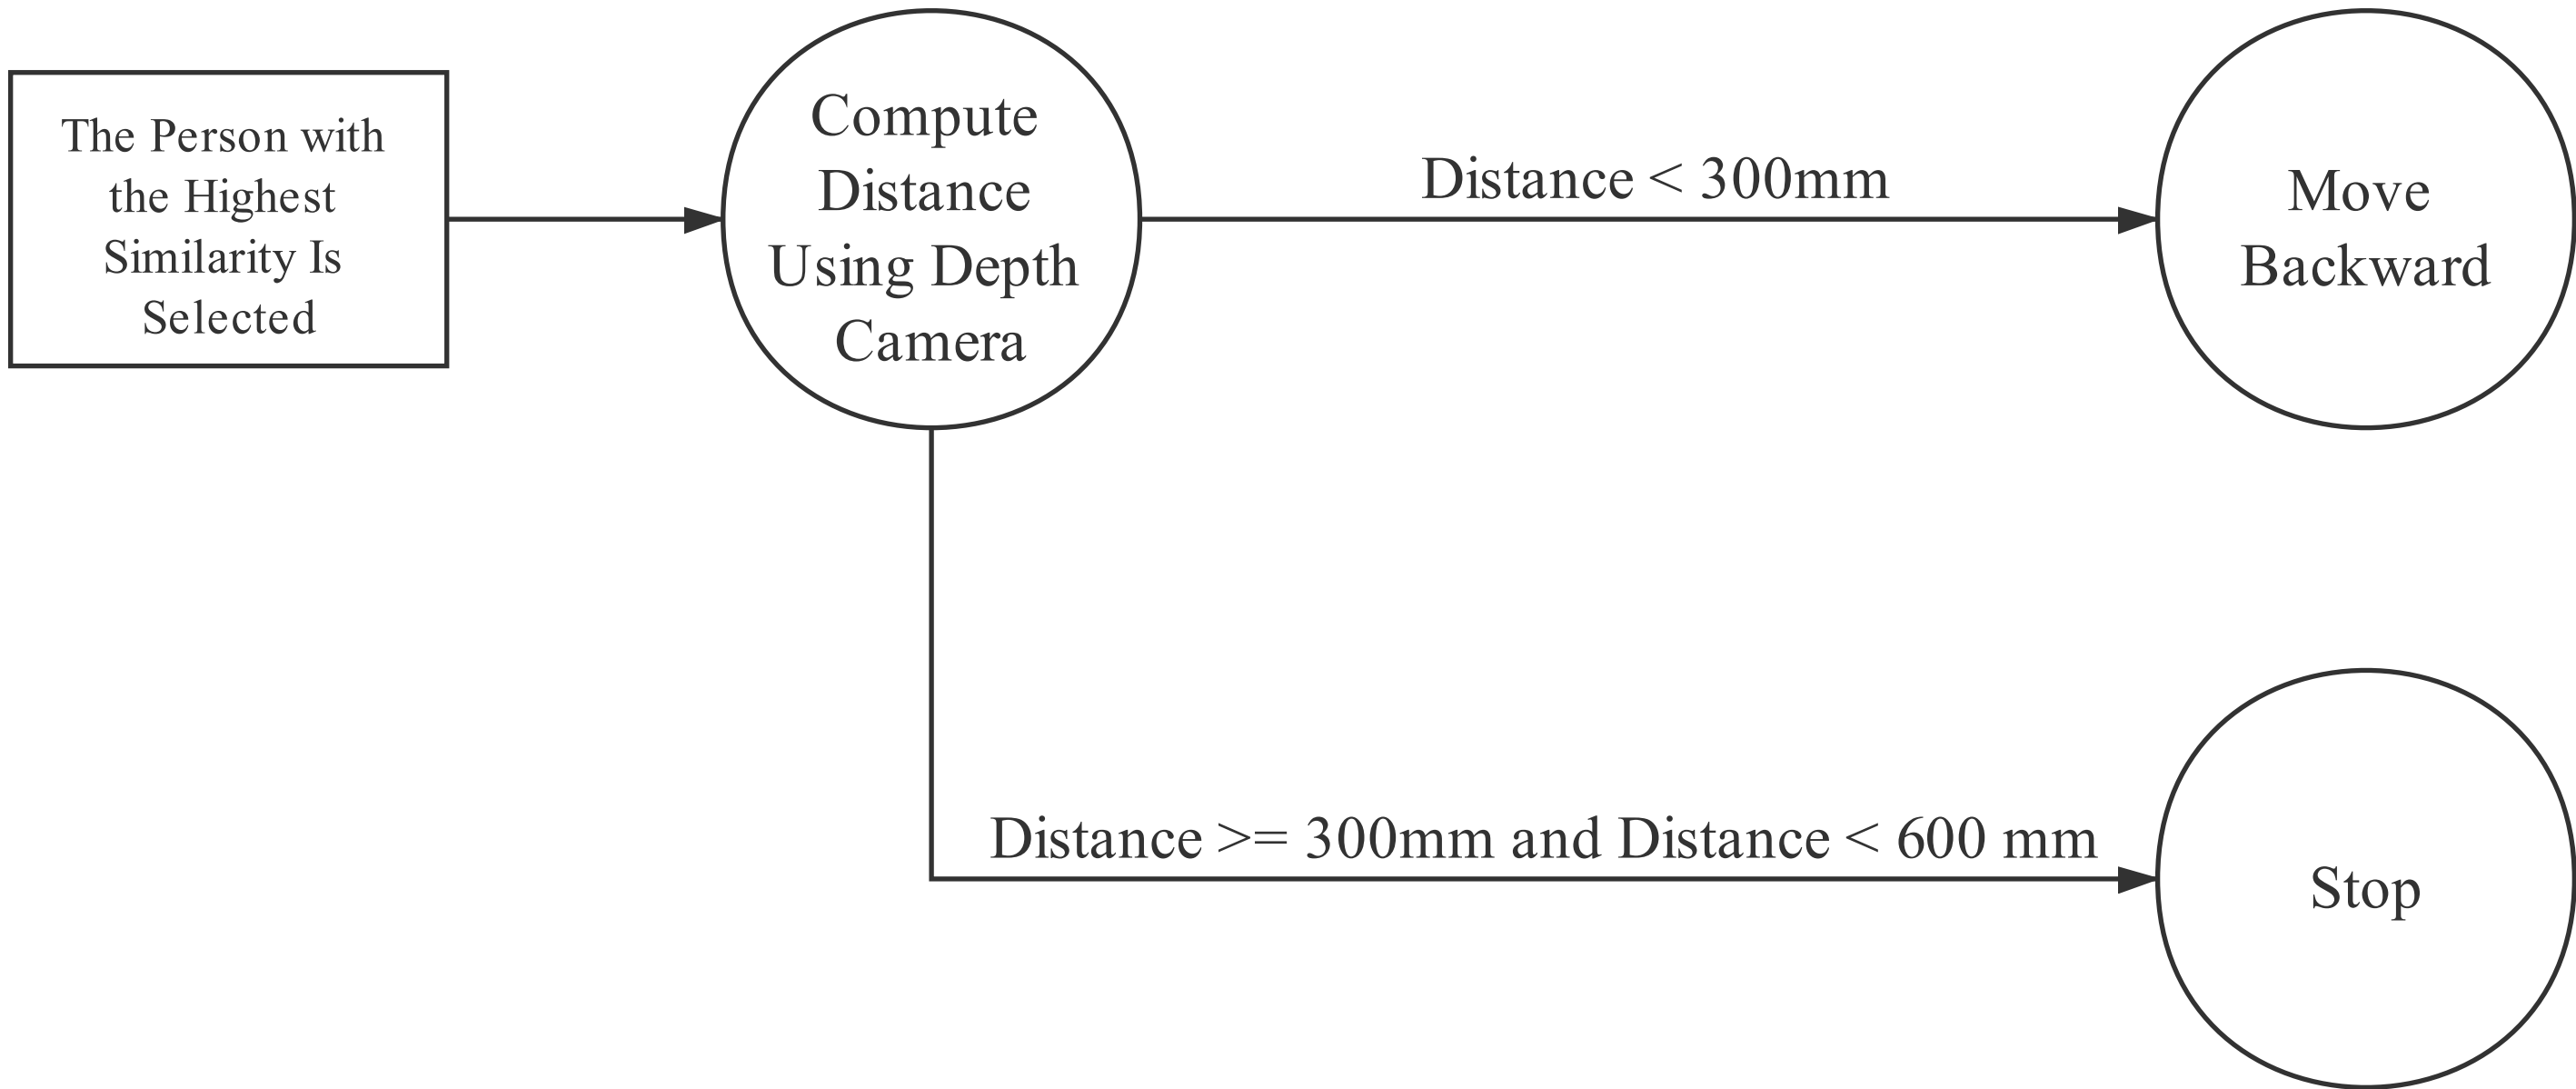 The Person with
the Highest
Similarity Is
Selected
Compute
Distance
Using Depth
Camera
Distance < 300mm
Move
Backward
Distance >= 300mm and Distance < 600 mm
Stop